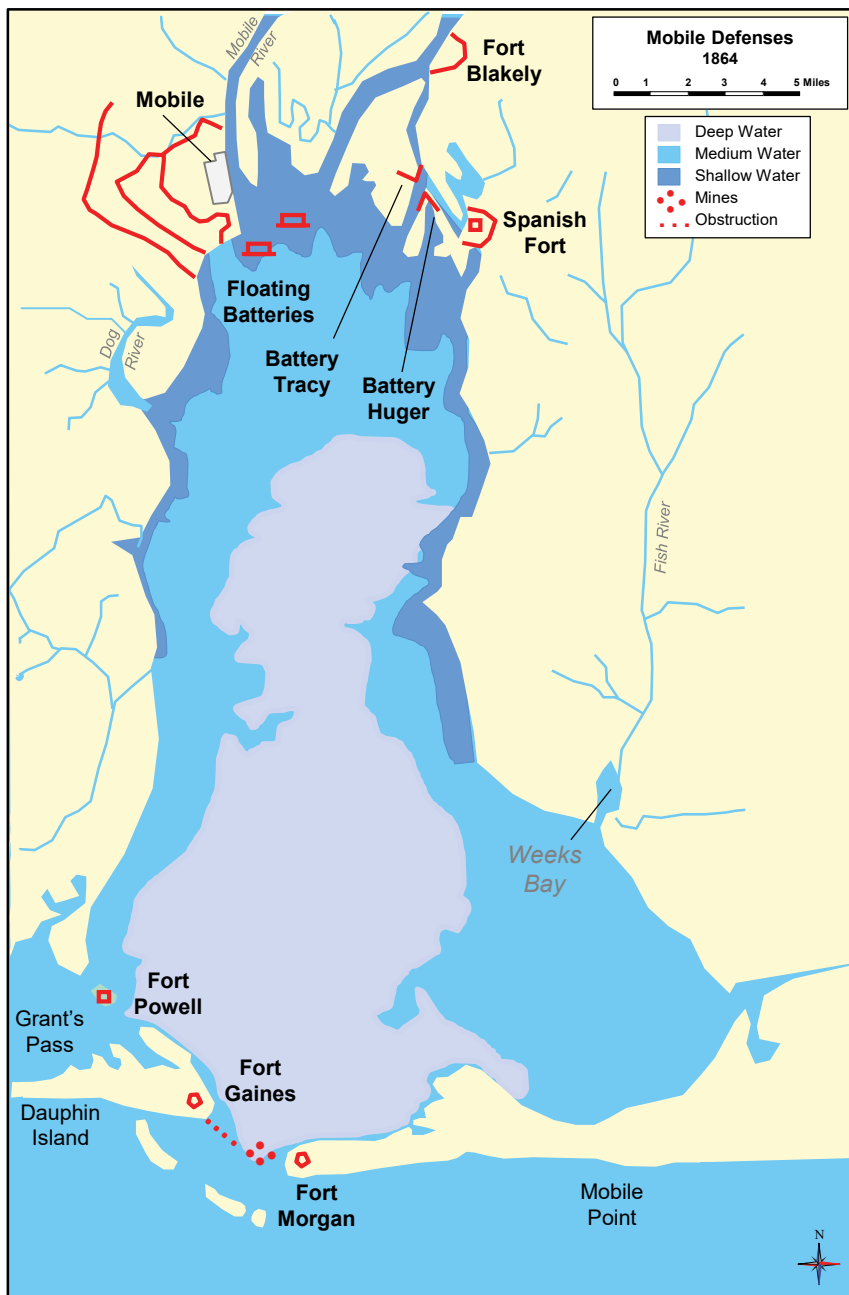 Mobile Defenses
1864
0 1 2 3 4 5 Miles
Deep Water
Medium Water
Shallow Water
Mines
Obstruction
Mobile
River
Fort
Blakely
Mobile
Spanish
Fort
Floating
Batteries
Dog
River
Battery
Tracy
Battery
Huger
Fish River
Weeks
Bay
Fort
Powell
Grant's
Pass
Fort
Gaines
Dauphin
Island
Fort
Morgan
Mobile
Point
N